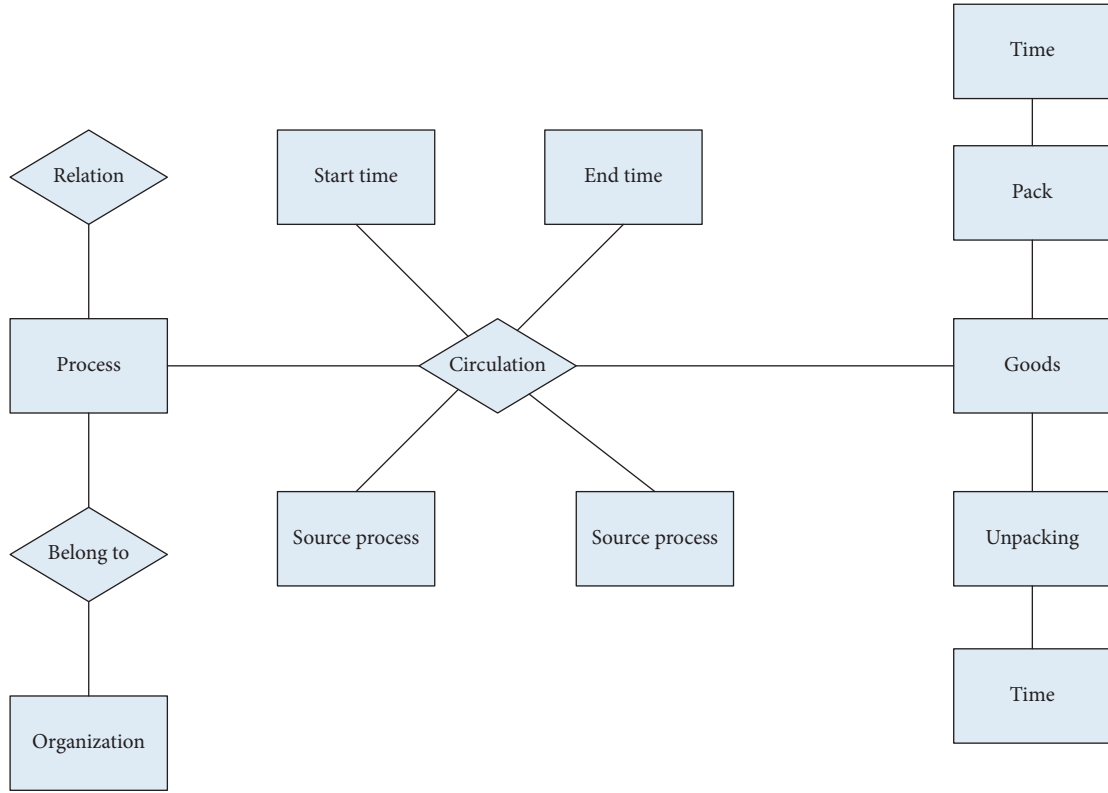 Time
Relation
Start time
End time
Pack
Process
Circulation
Goods
Source process
Source process
Unpacking
Belong to
Time
Organization